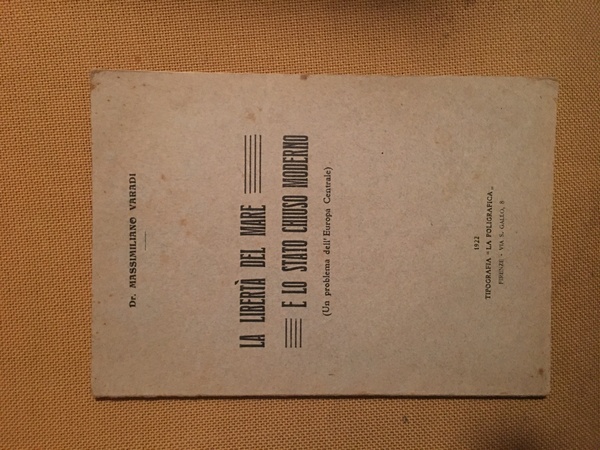 Dr. MASSIMILIANO VARADI
LA LIBERTÀ DEL MARE
E LO STATO CHIUSO MODERNO
(Un problema dell'Europa Centrale)
1922
TIPOGRAFIA "LA POLIGRAFICA"
FIRENZE - VIA S. GALLO, 8